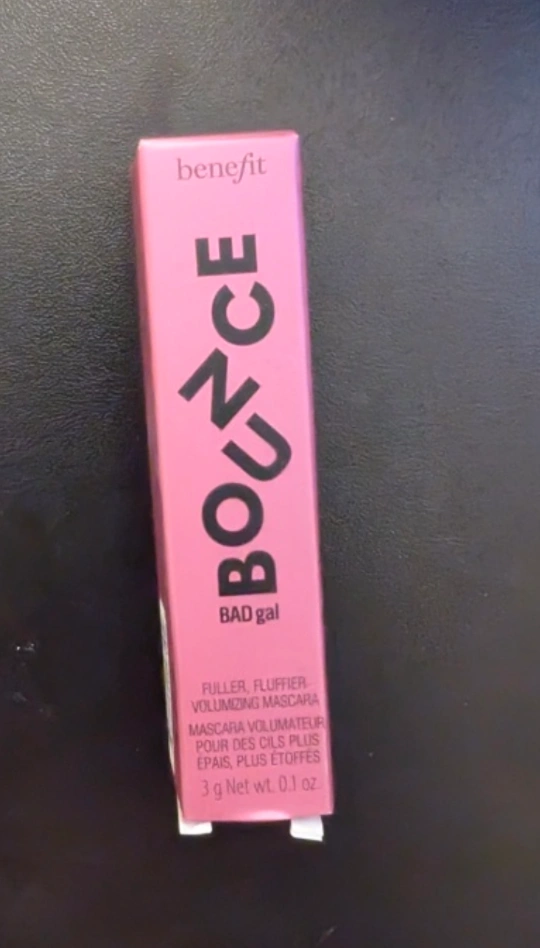 benefit
BOUNCE
BAD gal
FULLER, FLUFFIER
VOLUMIZING MASCARA
MASCARA VOLUMATEUR
POUR DES CILS PLUS
ÉPAIS, PLUS ÉTOFFÉS
3 g Net wt. 0.1 oz.